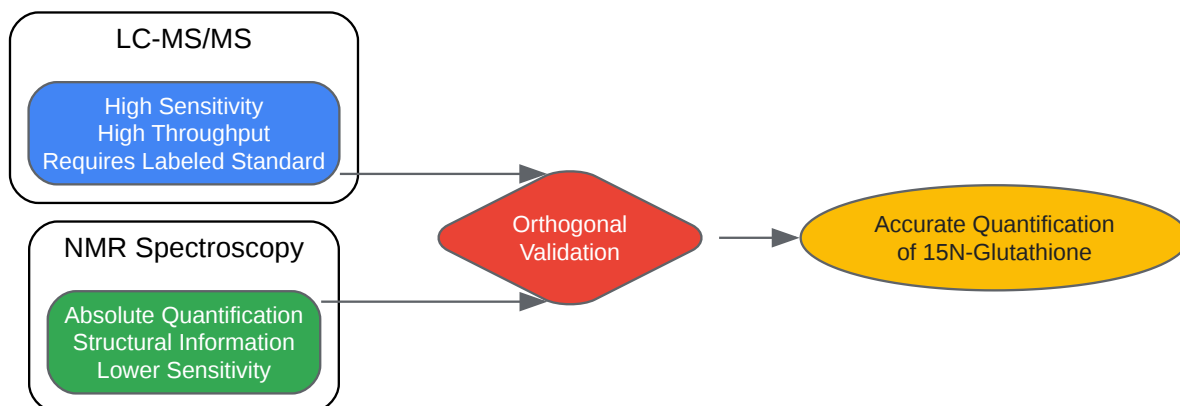 LC-MS/MS
High Sensitivity
High Throughput
Requires Labeled Standard
NMR Spectroscopy
Absolute Quantification
Structural Information
Lower Sensitivity
Orthogonal
Validation
Accurate Quantification
of 15N-Glutathione